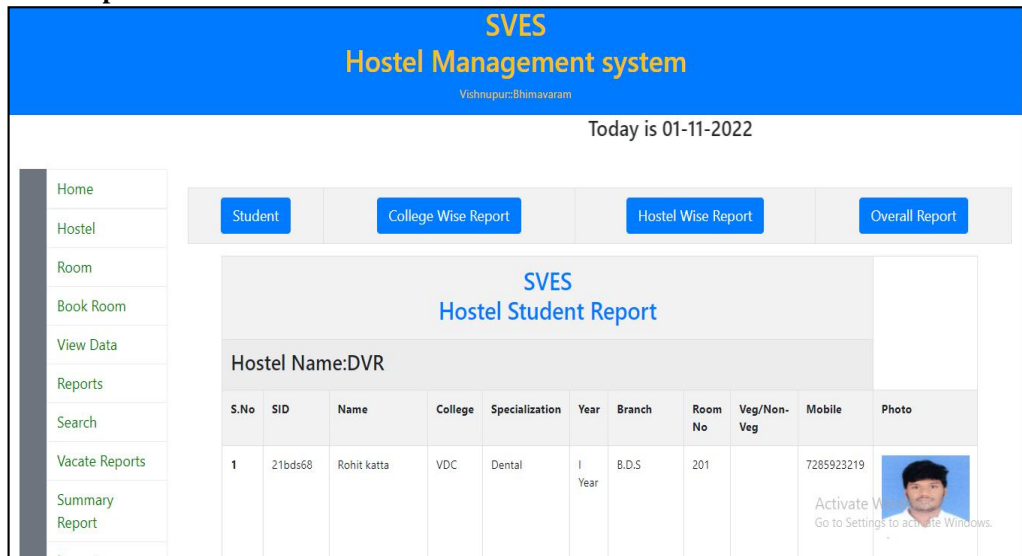 SVES
Hostel Management system
Vishnupur::Bhimavaram
Today is 01-11-2022
Home
Hostel
Room
Book Room
View Data
Reports
Search
Vacate Reports
Summary
Report
Student College Wise Report Hostel Wise Report Overall Report
SVES
Hostel Student Report
Hostel Name:DVR
S.No SID Name College Specialization Year Branch Room No Veg/Non-Veg Mobile Photo
1 21bds68 Rohit katta VDC Dental I Year B.D.S 201 7285923219
Activate Windows
Go to Settings to activate Windows.